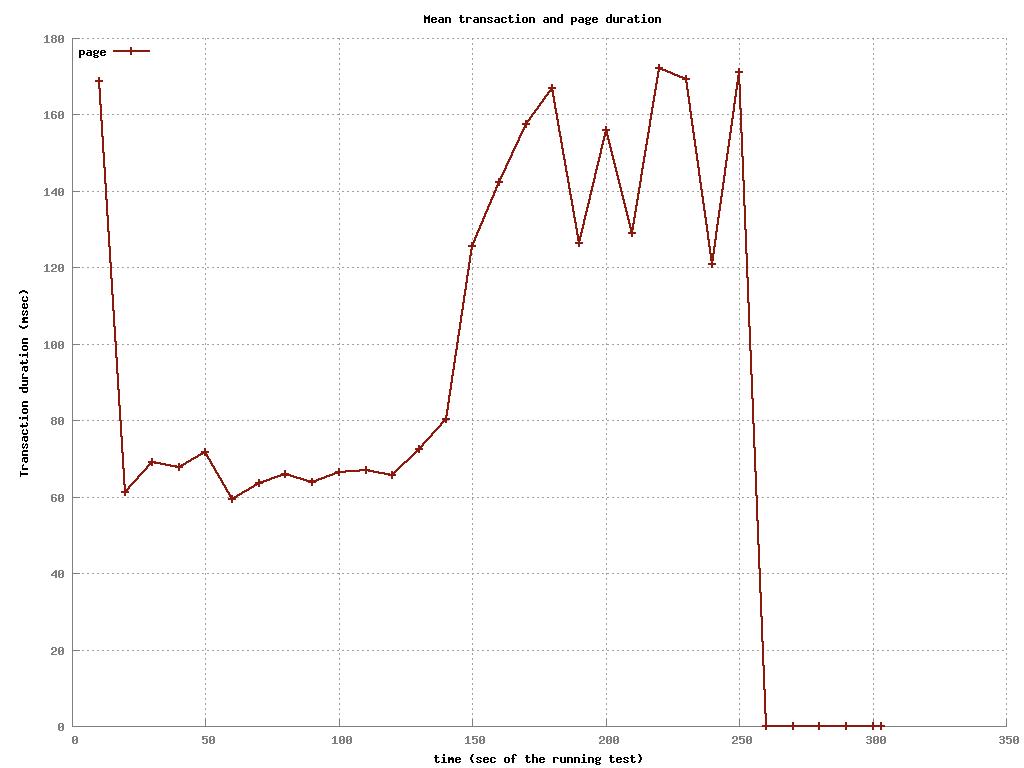 Mean transaction and page duration
page
180
160
140
120
100
80
60
40
20
0
Transaction duration (msec)
0 50 100 150 200 250 300 350
time (sec of the running test)